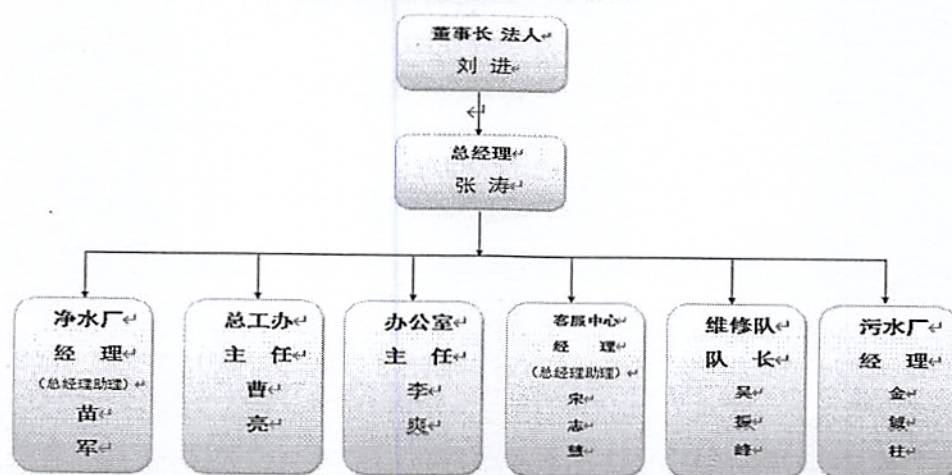 董事长 法人
刘 进
总经理
张 涛
净水厂
经 理
（总经理助理）
苗
军
总工办
主 任
曹
亮
办公室
主 任
李
爽
客服中心
经 理
（总经理助理）
宋
志
慧
维修队
队 长
吴
振
峰
污水厂
经 理
金
柱